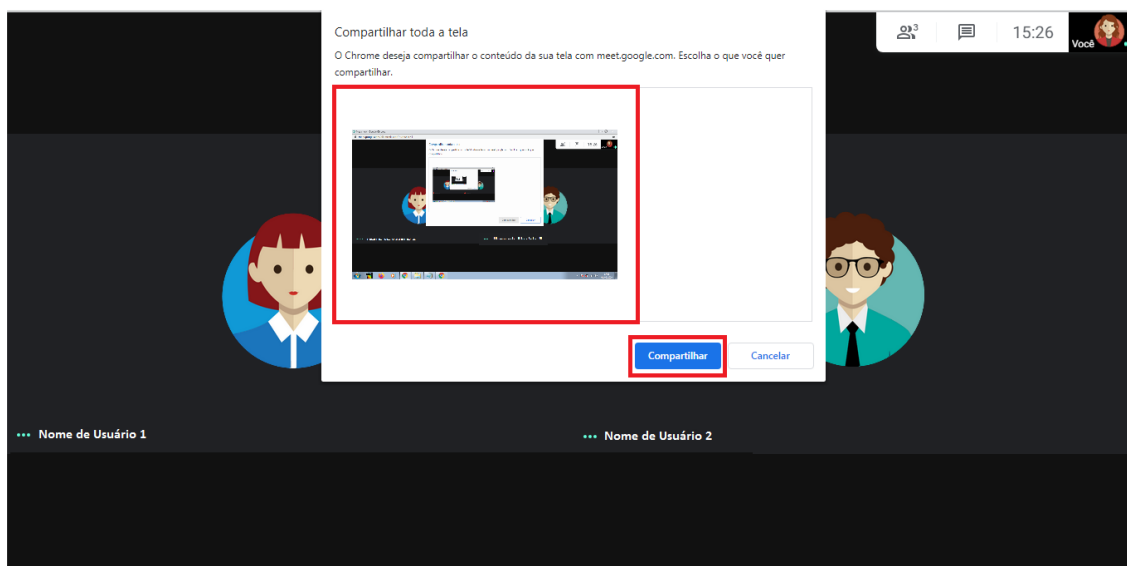 Compartilhar toda a tela
O Chrome deseja compartilhar o conteúdo da sua tela com meet.google.com. Escolha o que você quer
compartilhar.
3
15:26
Você
Compartilhar
Cancelar
Nome de Usuário 1
Nome de Usuário 2